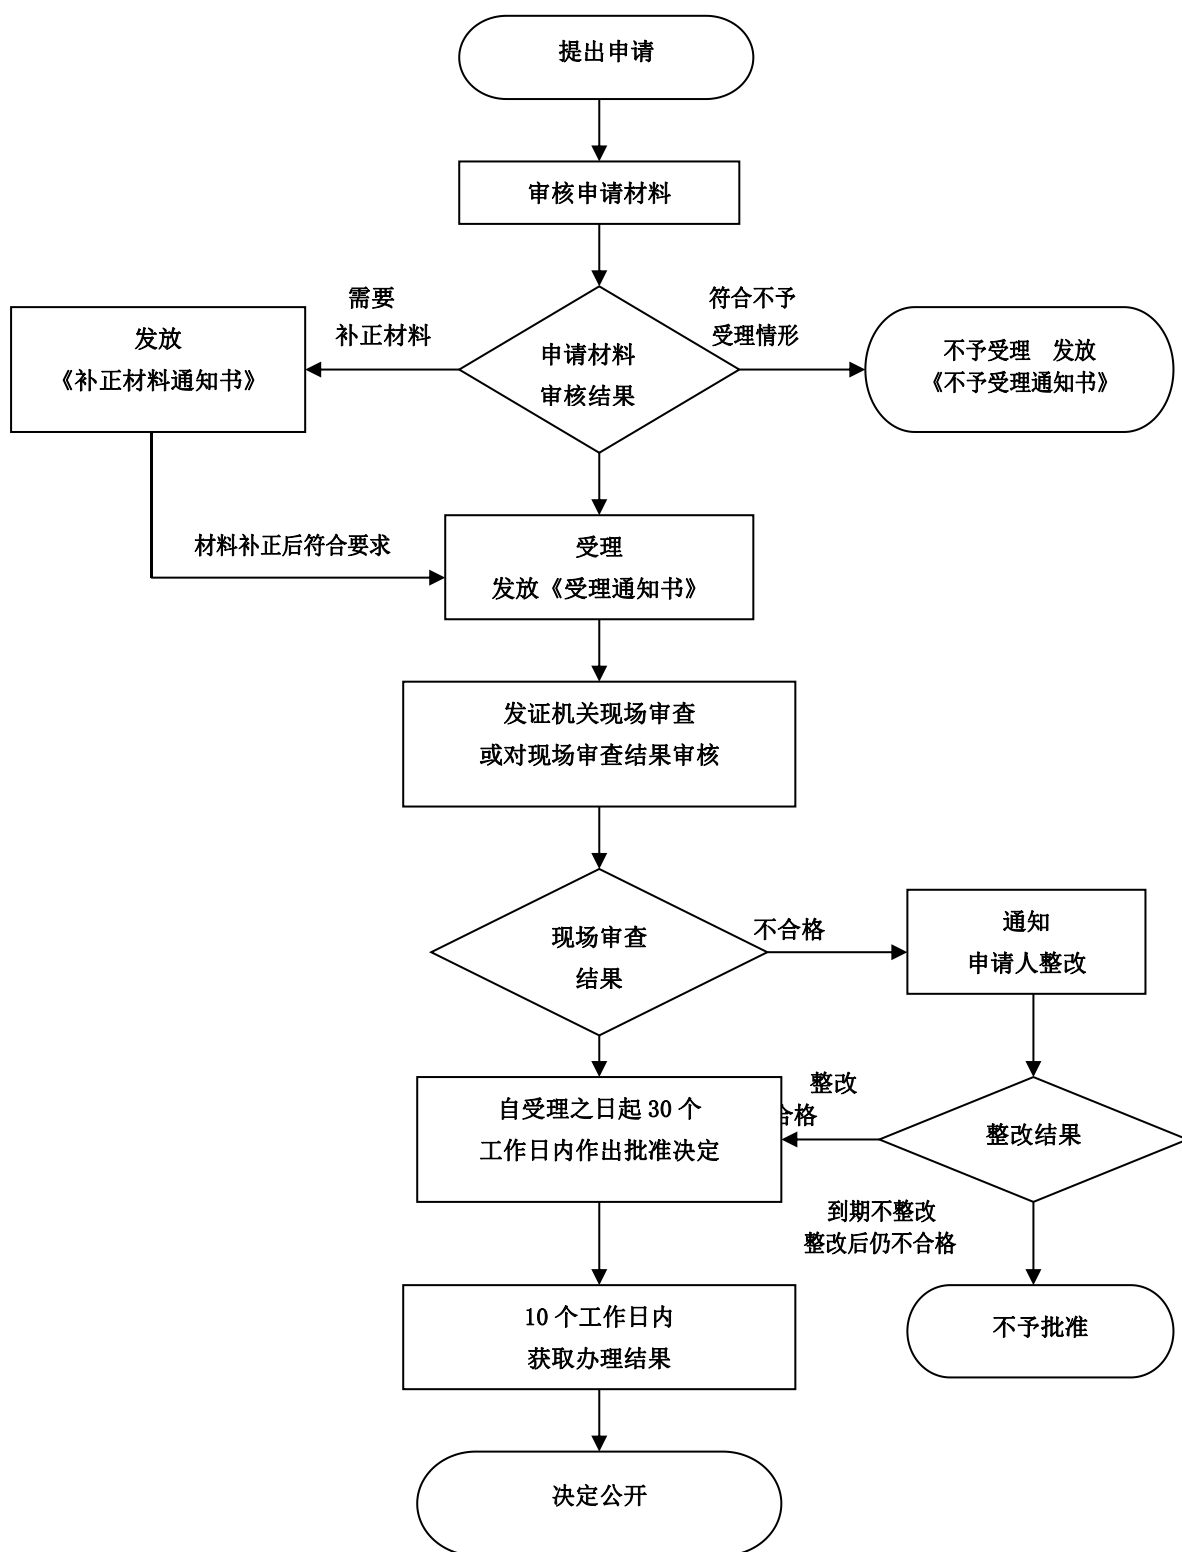 提出申请
审核申请材料
需要
补正材料
符合不予
受理情形
发放
《补正材料通知书》
申请材料
审核结果
不予受理　发放
《不予受理通知书》
材料补正后符合要求
受理
发放《受理通知书》
发证机关现场审查
或对现场审查结果审核
现场审查
结果
不合格
通知
申请人整改
自受理之日起 30 个
工作日内作出批准决定
整改
合格
整改结果
到期不整改
整改后仍不合格
10 个工作日内
获取办理结果
不予批准
决定公开